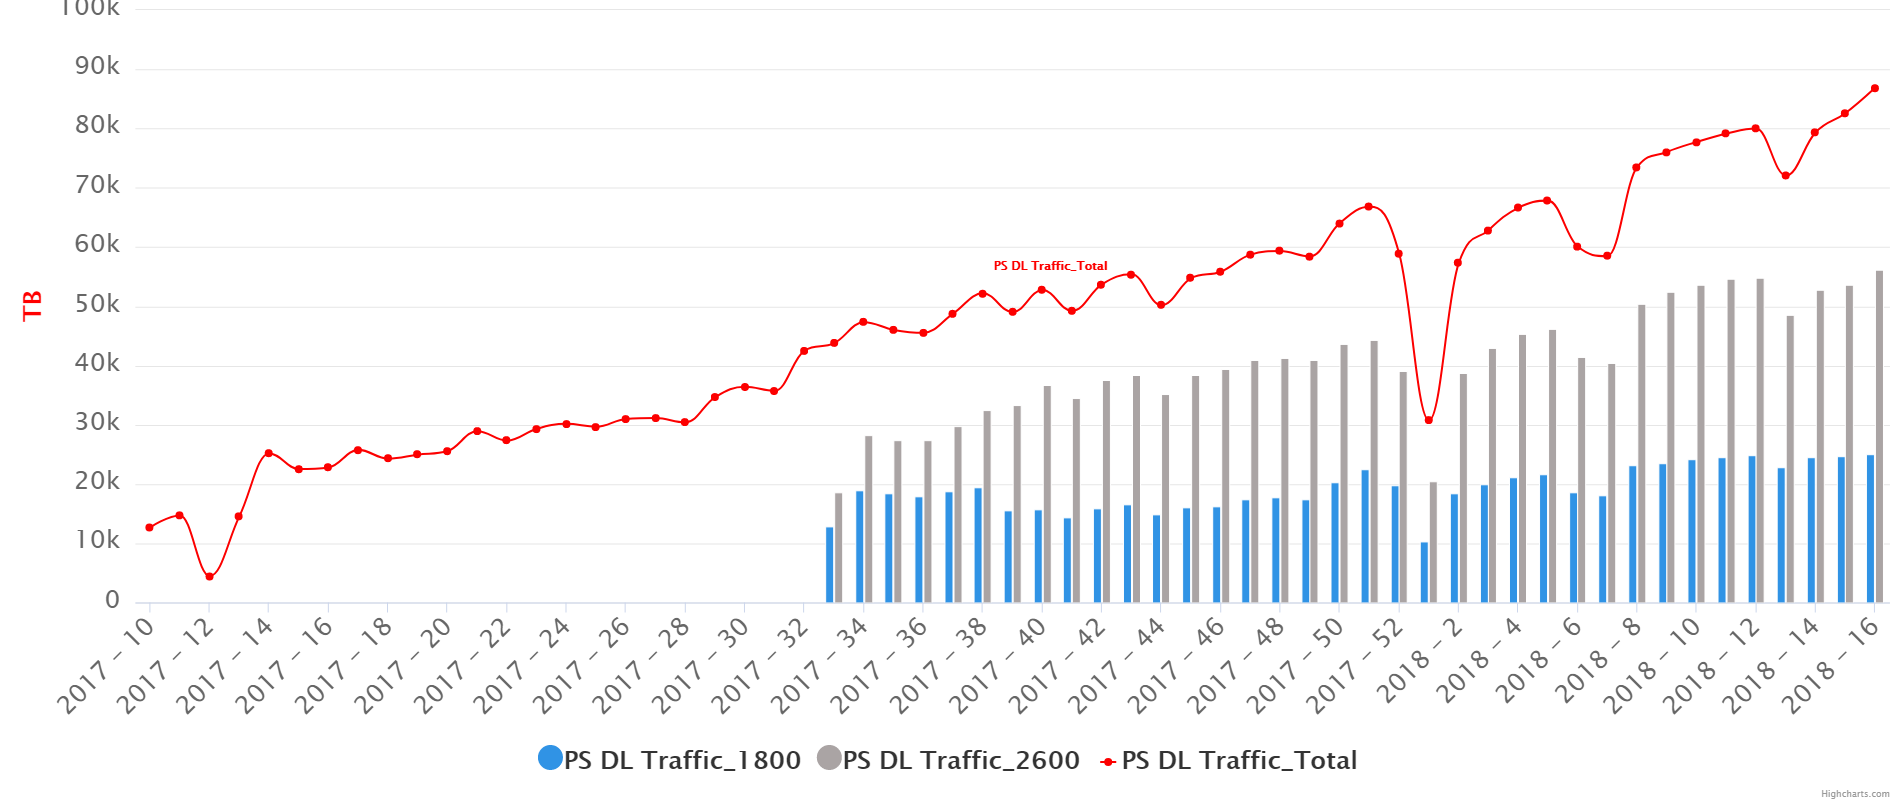 100k
90k
80k
70k
60k
50k
40k
30k
20k
10k
0
TB
PS DL Traffic_Total
2017 – 10
2017 – 12
2017 – 14
2017 – 16
2017 – 18
2017 – 20
2017 – 22
2017 – 24
2017 – 26
2017 – 28
2017 – 30
2017 – 32
2017 – 34
2017 – 36
2017 – 38
2017 – 40
2017 – 42
2017 – 44
2017 – 46
2017 – 48
2017 – 50
2017 – 52
2018 – 2
2018 – 4
2018 – 6
2018 – 8
2018 – 10
2018 – 12
2018 – 14
2018 – 16
PS DL Traffic_1800 PS DL Traffic_2600 PS DL Traffic_Total
Highcharts.com